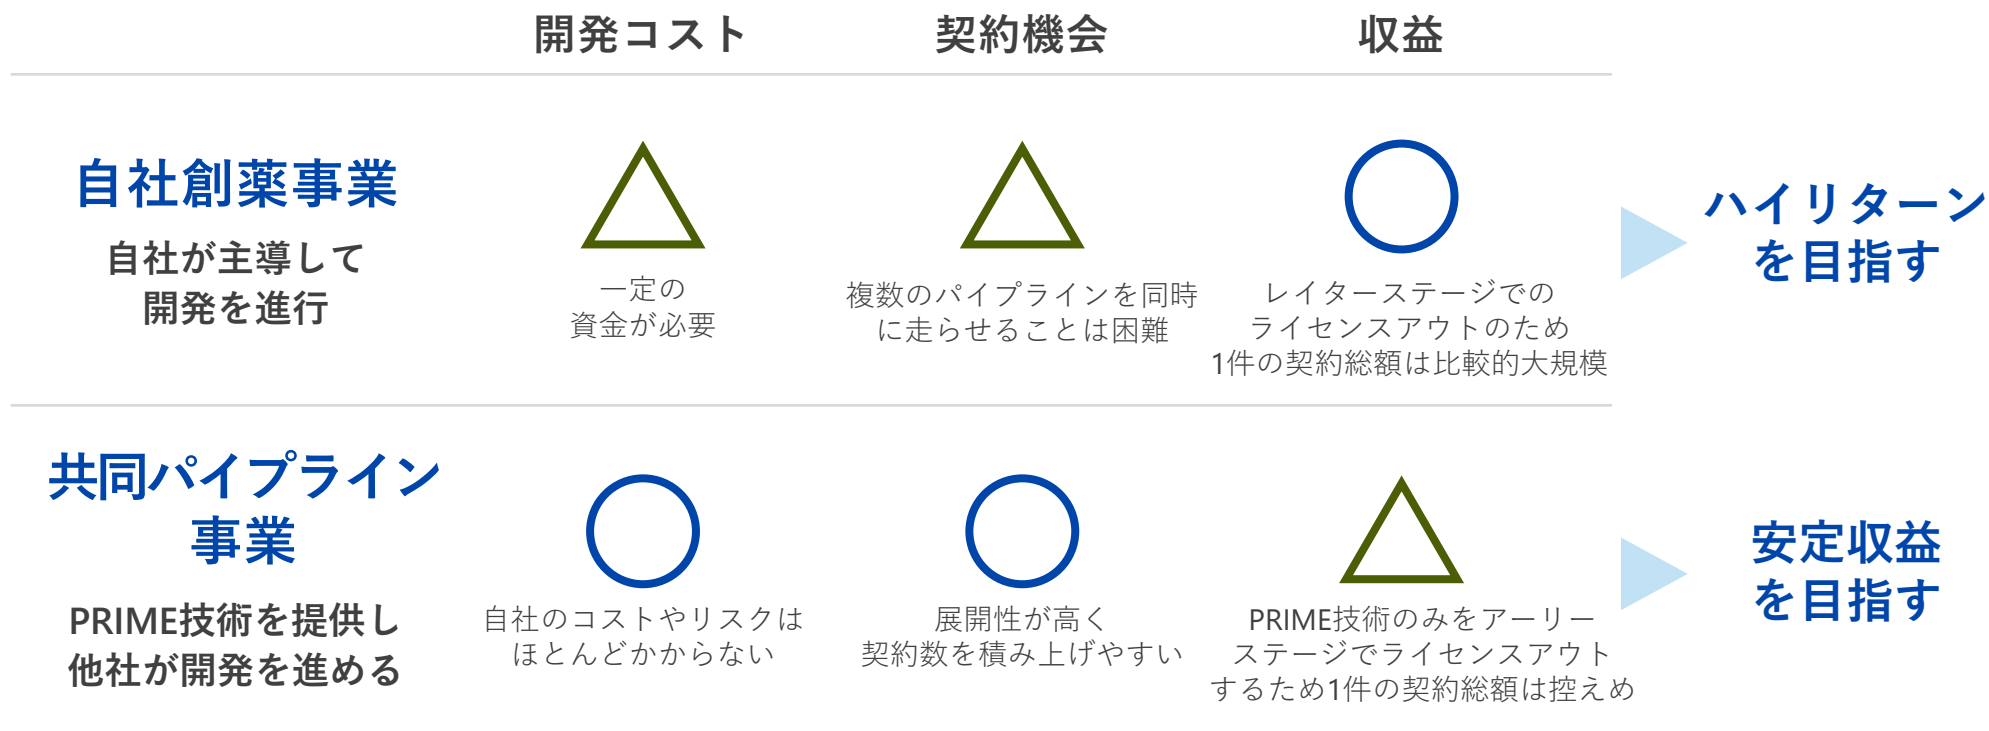 開発コスト
契約機会
収益
自社創薬事業
自社が主導して
開発を進行
一定の
資金が必要
複数のパイプラインを同時
に走らせることは困難
レイターステージでの
ライセンスアウトのため
1件の契約総額は比較的大規模
ハイリターン
を目指す
共同パイプライン
事業
PRIME技術を提供し
他社が開発を進める
自社のコストやリスクは
ほとんどかからない
展開性が高く
契約数を積み上げやすい
PRIME技術のみをアーリー
ステージでライセンスアウト
するため1件の契約総額は控えめ
安定収益
を目指す